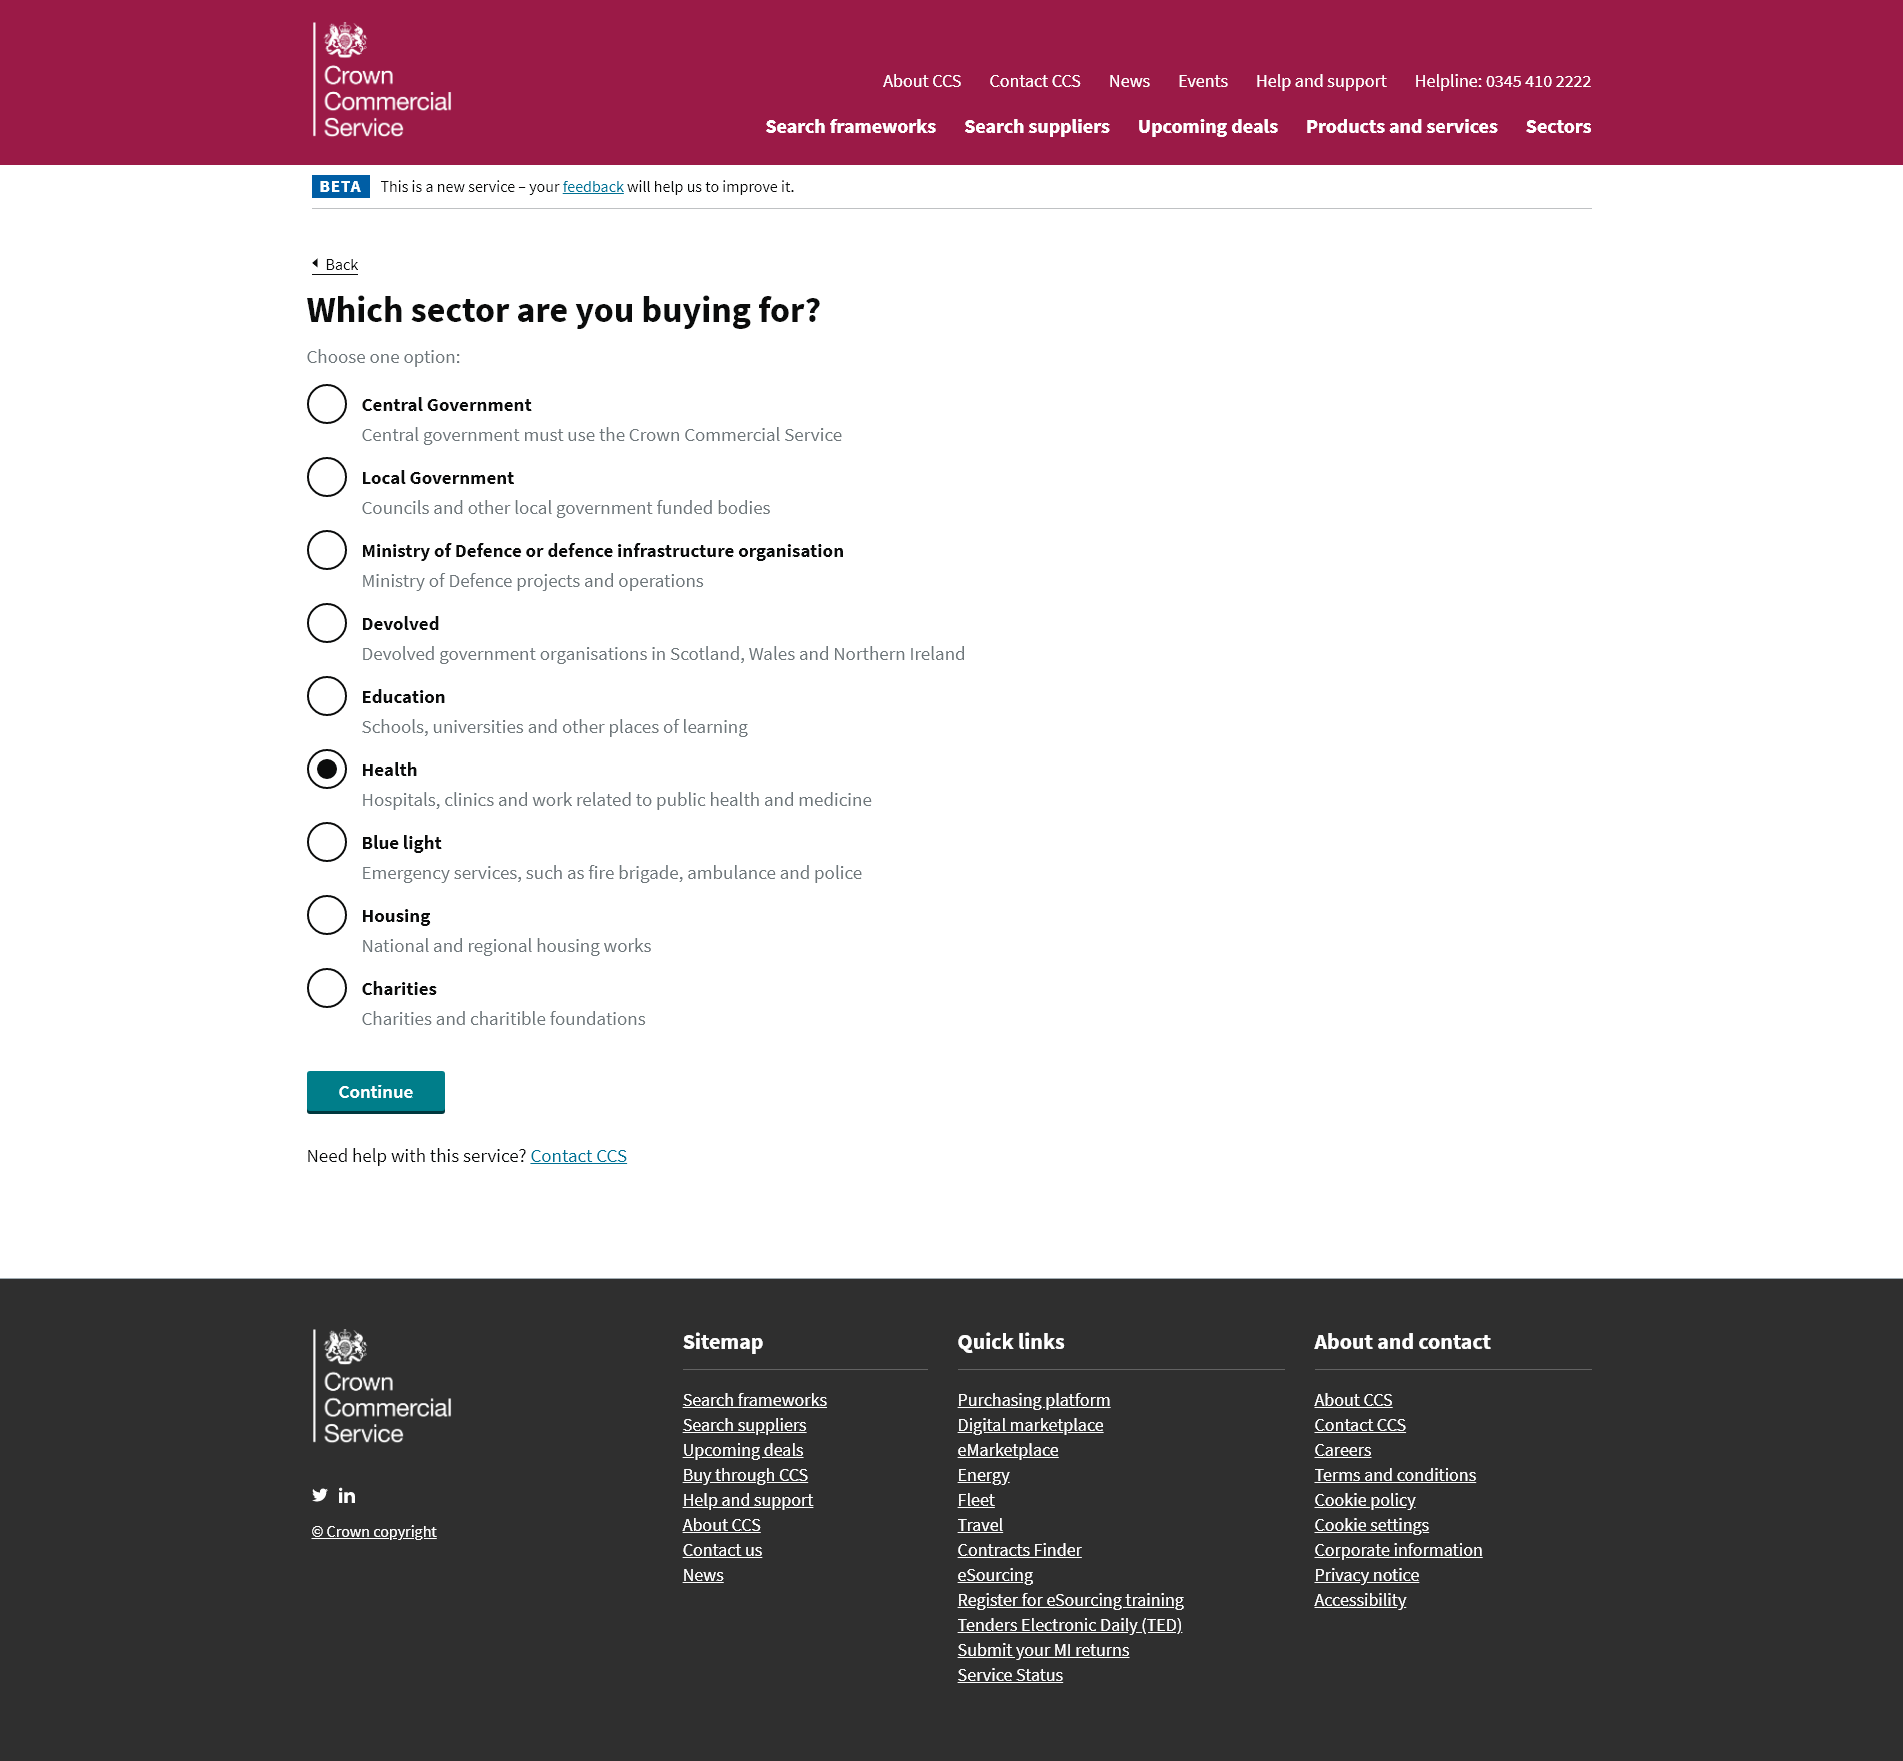 Crown
Commercial
Service
About CCS Contact CCS News Events Help and support Helpline: 0345 410 2222
Search frameworks Search suppliers Upcoming deals Products and services Sectors
BETA This is a new service – your feedback will help us to improve it.
Back
Which sector are you buying for?
Choose one option:
Central Government
Central government must use the Crown Commercial Service
Local Government
Councils and other local government funded bodies
Ministry of Defence or defence infrastructure organisation
Ministry of Defence projects and operations
Devolved
Devolved government organisations in Scotland, Wales and Northern Ireland
Education
Schools, universities and other places of learning
Health
Hospitals, clinics and work related to public health and medicine
Blue light
Emergency services, such as fire brigade, ambulance and police
Housing
National and regional housing works
Charities
Charities and charitible foundations
Continue
Need help with this service? Contact CCS
Crown
Commercial
Service
© Crown copyright
Sitemap
Search frameworks
Search suppliers
Upcoming deals
Buy through CCS
Help and support
About CCS
Contact us
News
Quick links
Purchasing platform
Digital marketplace
eMarketplace
Energy
Fleet
Travel
Contracts Finder
eSourcing
Register for eSourcing training
Tenders Electronic Daily (TED)
Submit your MI returns
Service Status
About and contact
About CCS
Contact CCS
Careers
Terms and conditions
Cookie policy
Cookie settings
Corporate information
Privacy notice
Accessibility